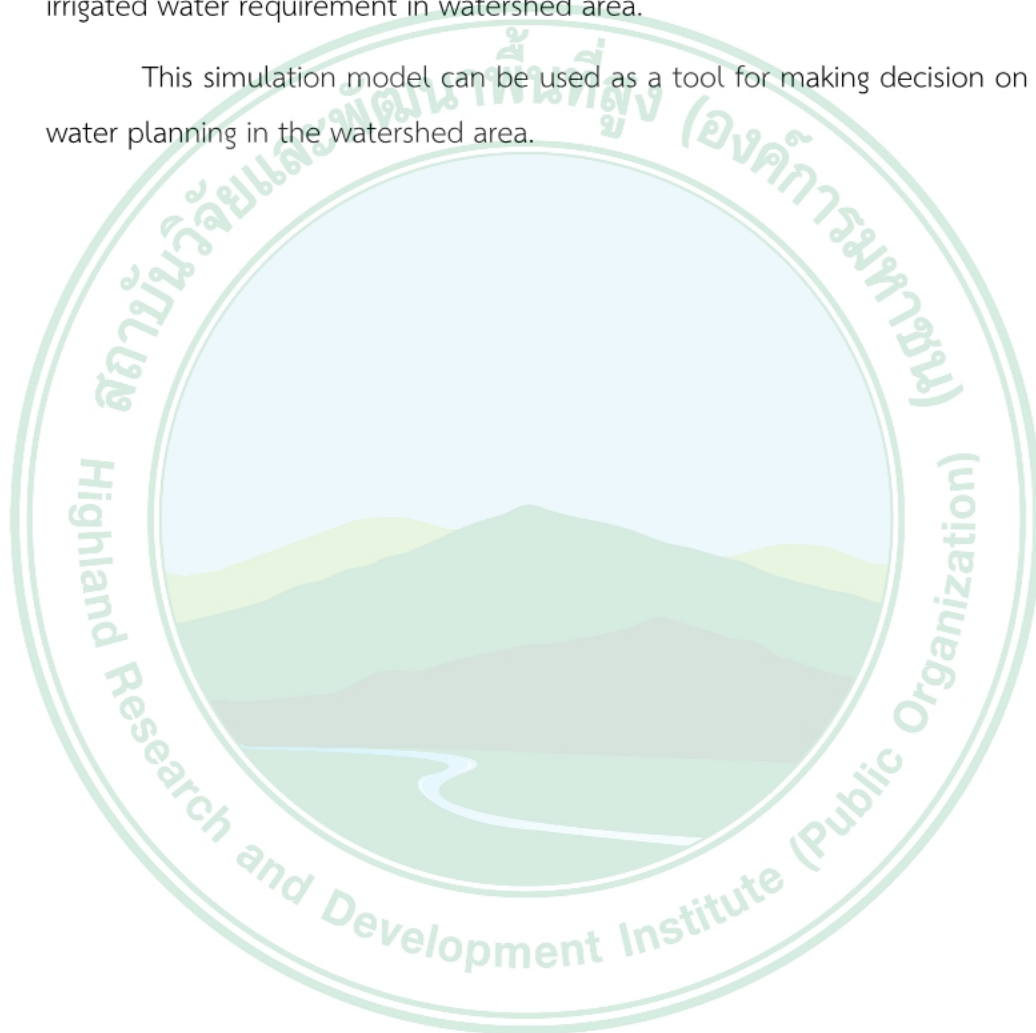 irrigated water requirement in watershed area.
This simulation model can be used as a tool for making decision on
water planning in the watershed area.
สถาบันวิจัยและพัฒนาพื้นที่สูง (องค์การมหาชน)
Highland Research and Development Institute (Public Organization)